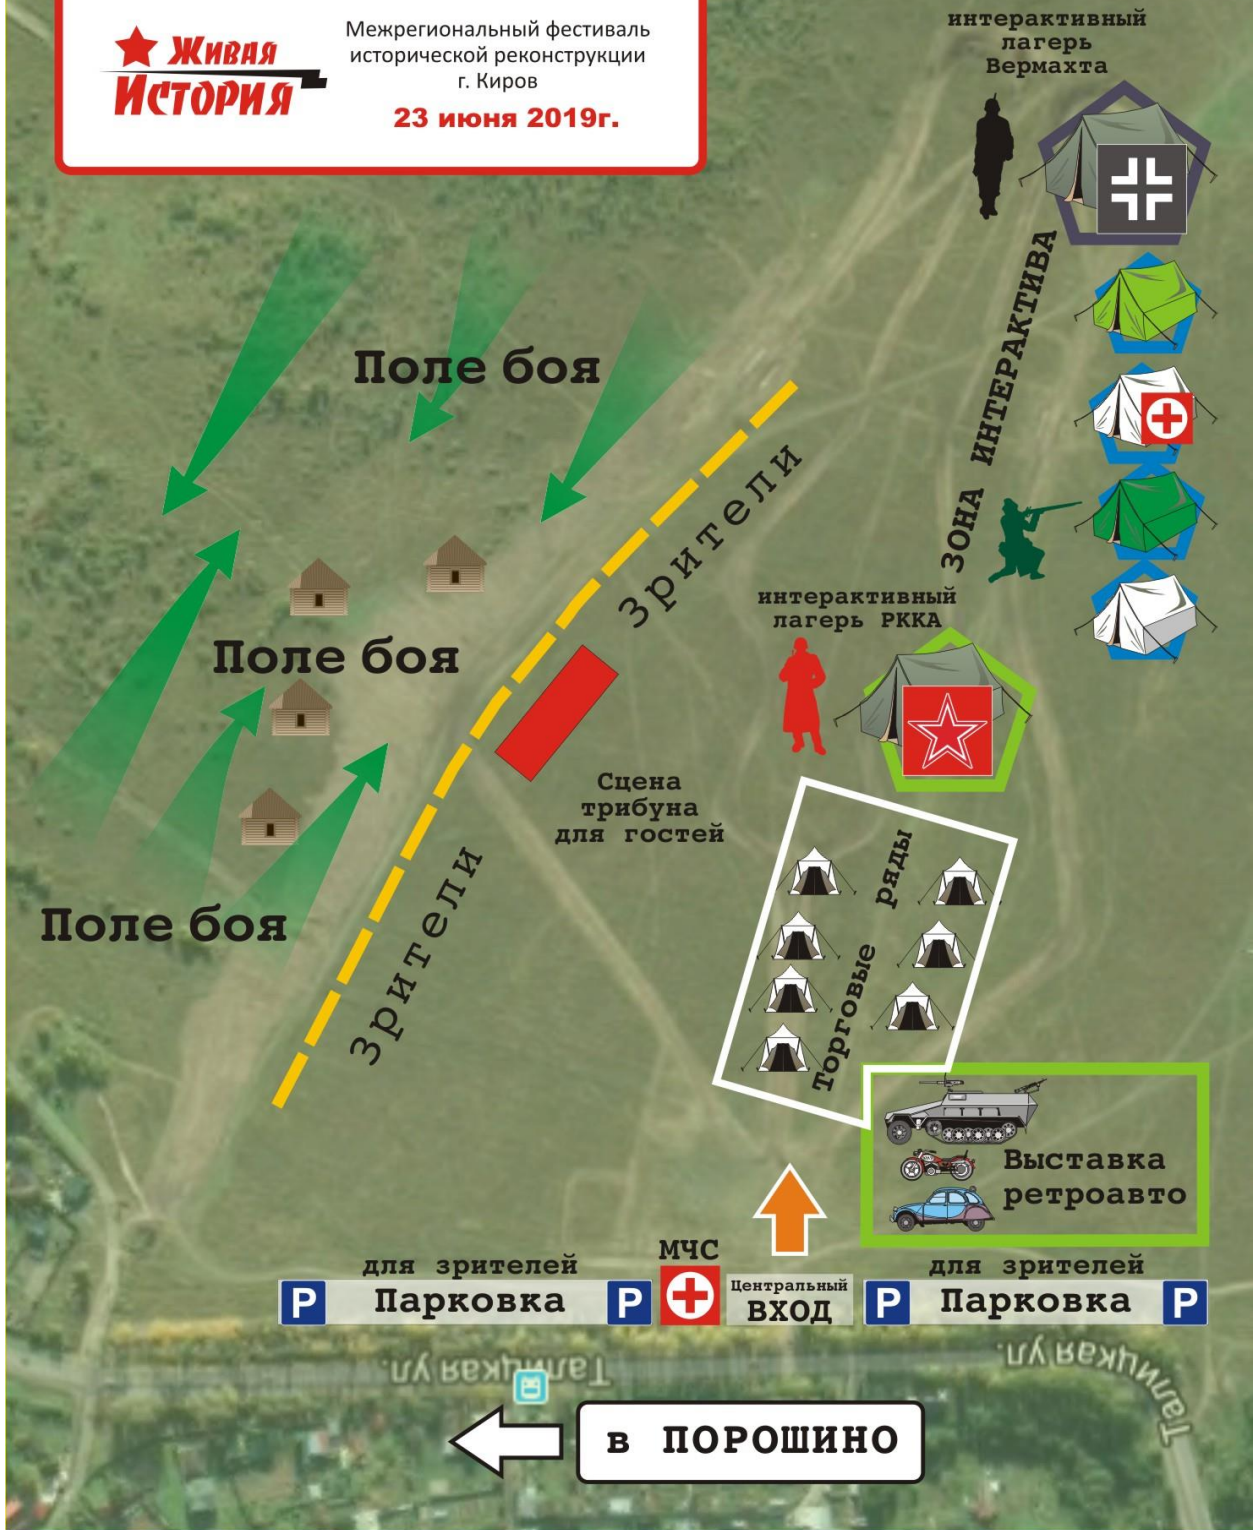 Живая
История
Межрегиональный фестиваль
исторической реконструкции
г. Киров
23 июня 2019г.
интерактивный
лагерь
Вермахта
ЗОНА ИНТЕРАКТИВА
Поле боя
Зрители
интерактивный
лагерь РККА
Поле боя
Сцена
трибуна
для гостей
Поле боя
Зрители
Торговые ряды
Выставка
ретроавто
для зрителей
P Парковка P
МЧС
Центральный
ВХОД
для зрителей
P Парковка P
Талицкая ул.
Талицкая ул.
в ПОРОШИНО